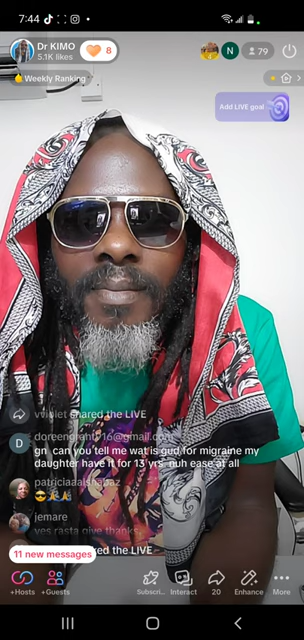 7:44
Dr KIMO
5.1K likes
8
N
79
Weekly Ranking
Add LIVE goal
vviolet shared the LIVE
D
doreengrant916@gmail.com
gn can you tell me wat is gud for migraine my
daughter have it for 13 yrs nuh ease at all
patriciaalshabaz
😎🙏🙏
jemare
yes rasta give thanks
11 new messages
ked the LIVE
+Hosts
+Guests
Subscri...
Interact
20
Enhance
More